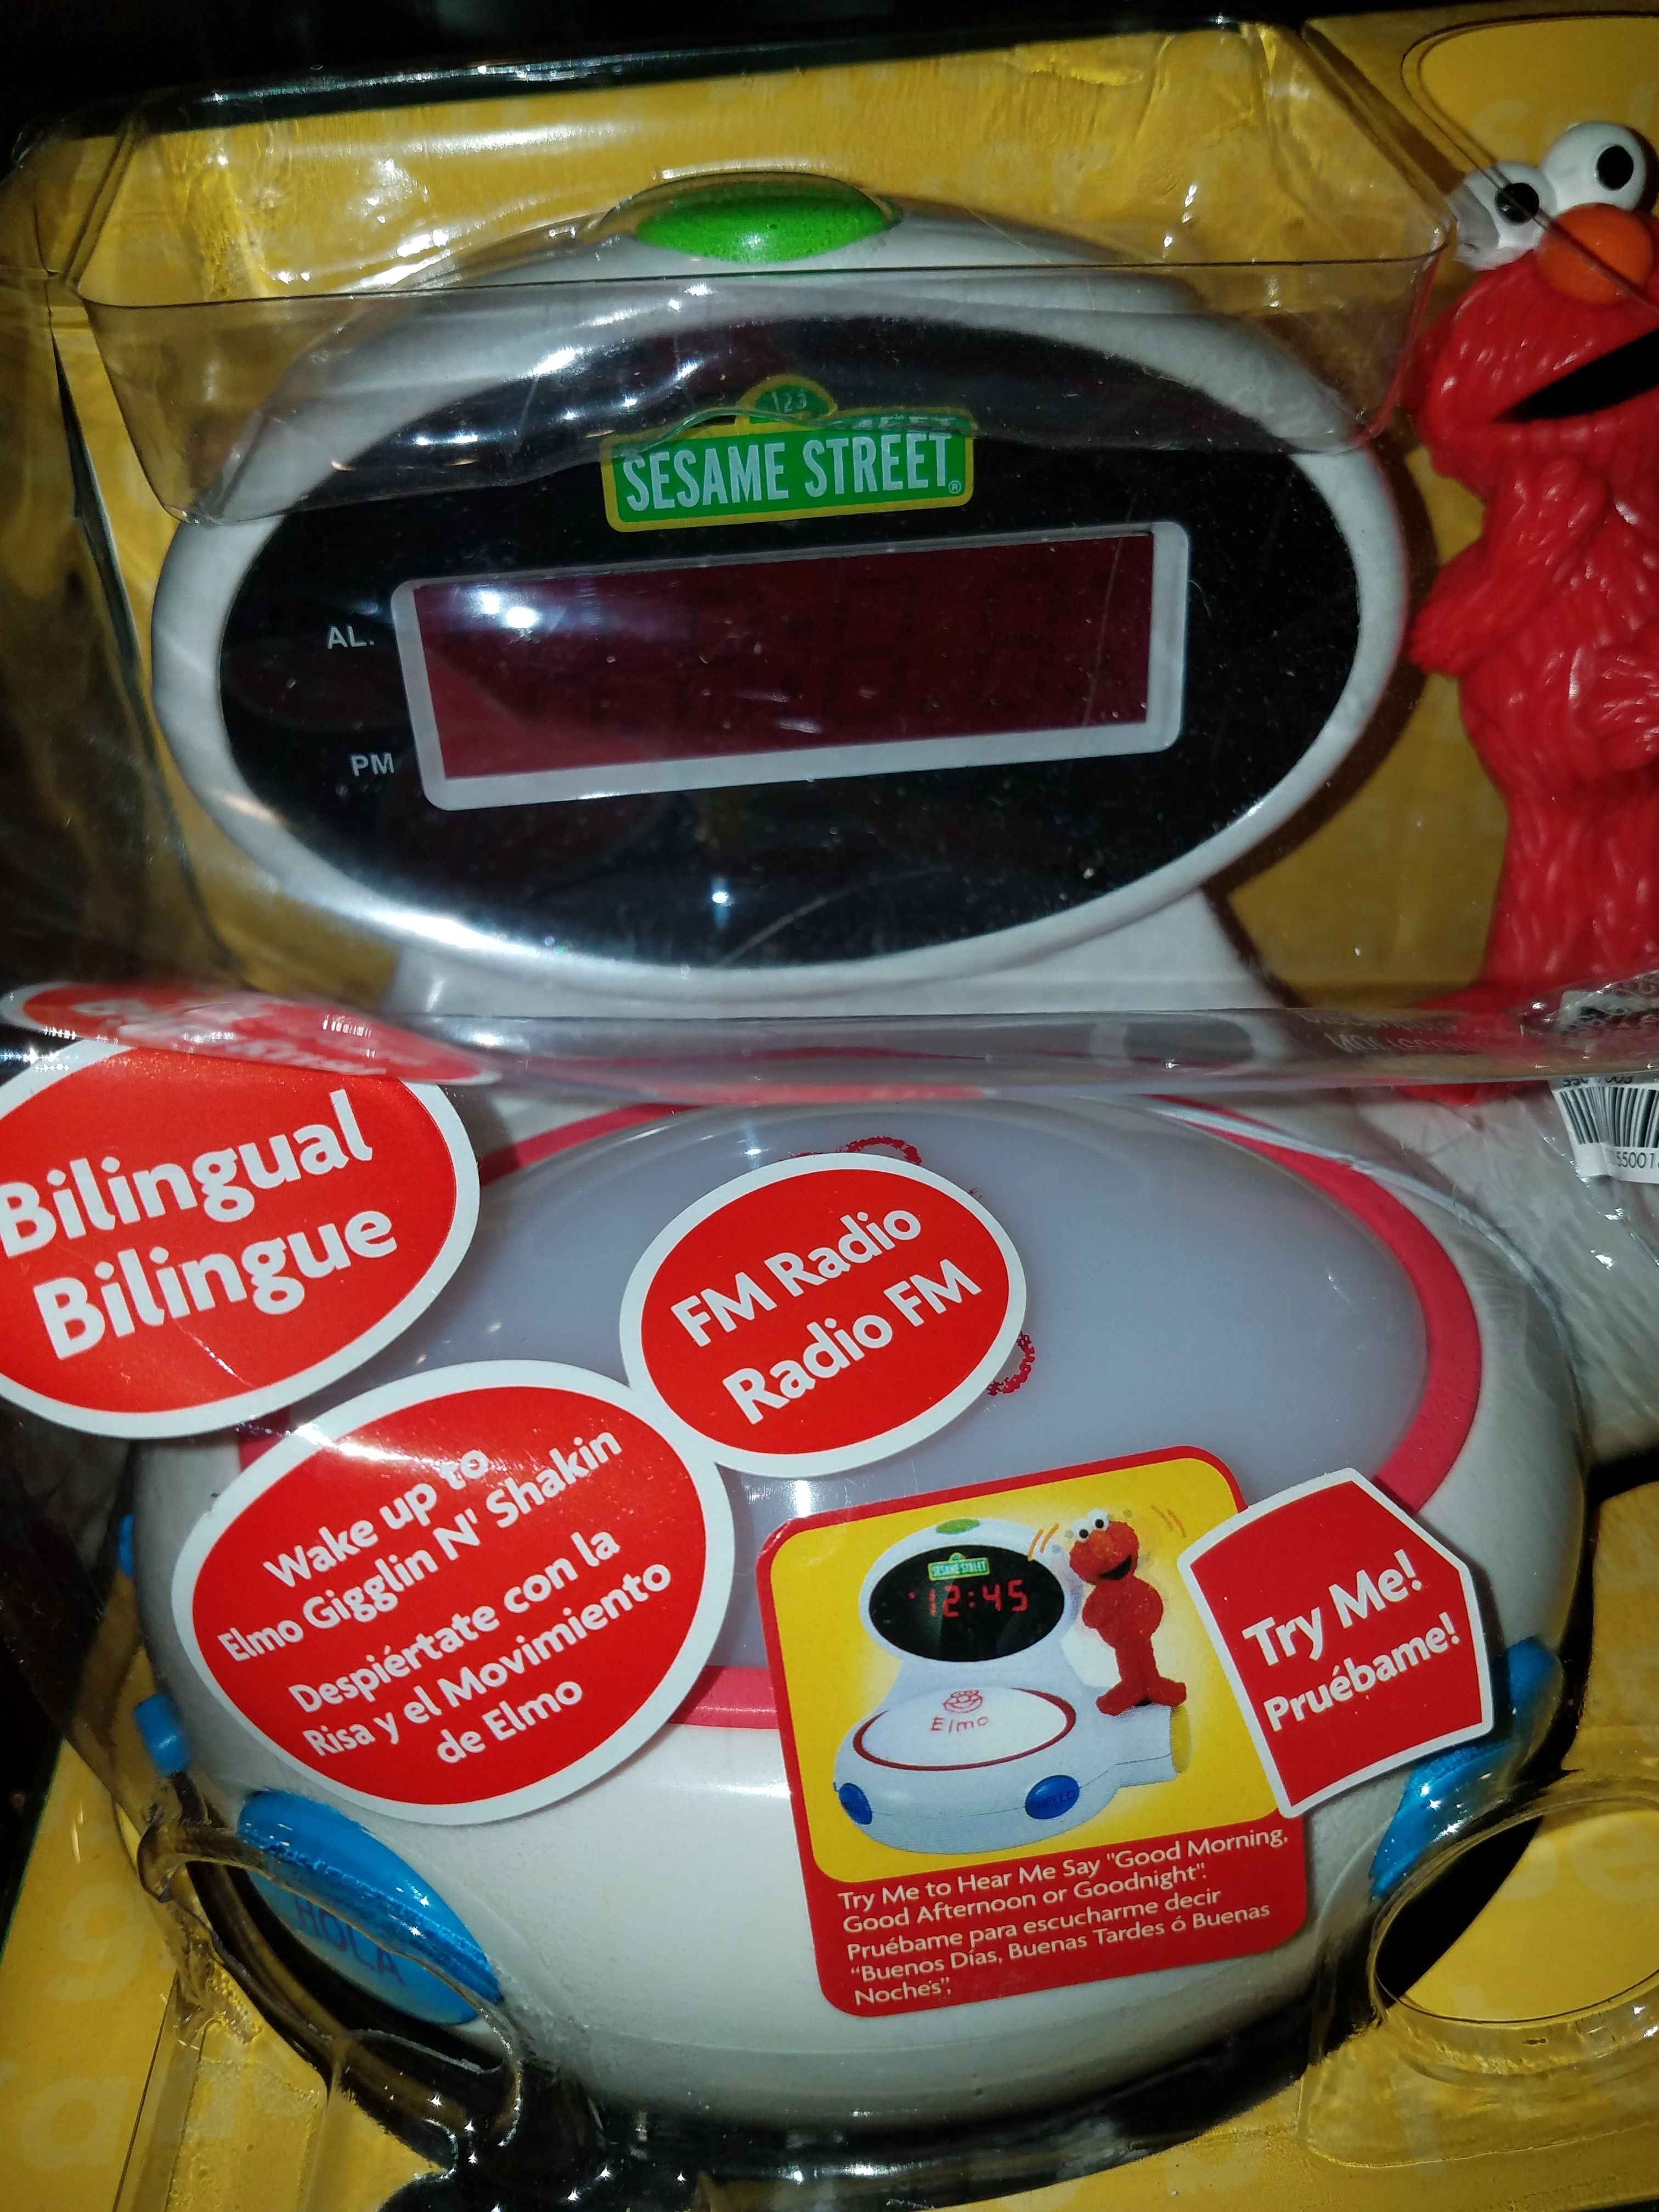 123
SESAME STREET®
AL.
PM
Bilingual
Bilingue
FM Radio
Radio FM
Wake up to
Elmo Gigglin N' Shakin
Despiértate con la
Risa y el Movimiento
de Elmo
SESAME STREET
12:45
Elmo
HELLO
Try Me!
Pruébame!
Try Me to Hear Me Say "Good Morning,
Good Afternoon or Goodnight".
Pruébame para escucharme decir
“Buenos Días, Buenas Tardes ó Buenas
Noches”,
HOLA